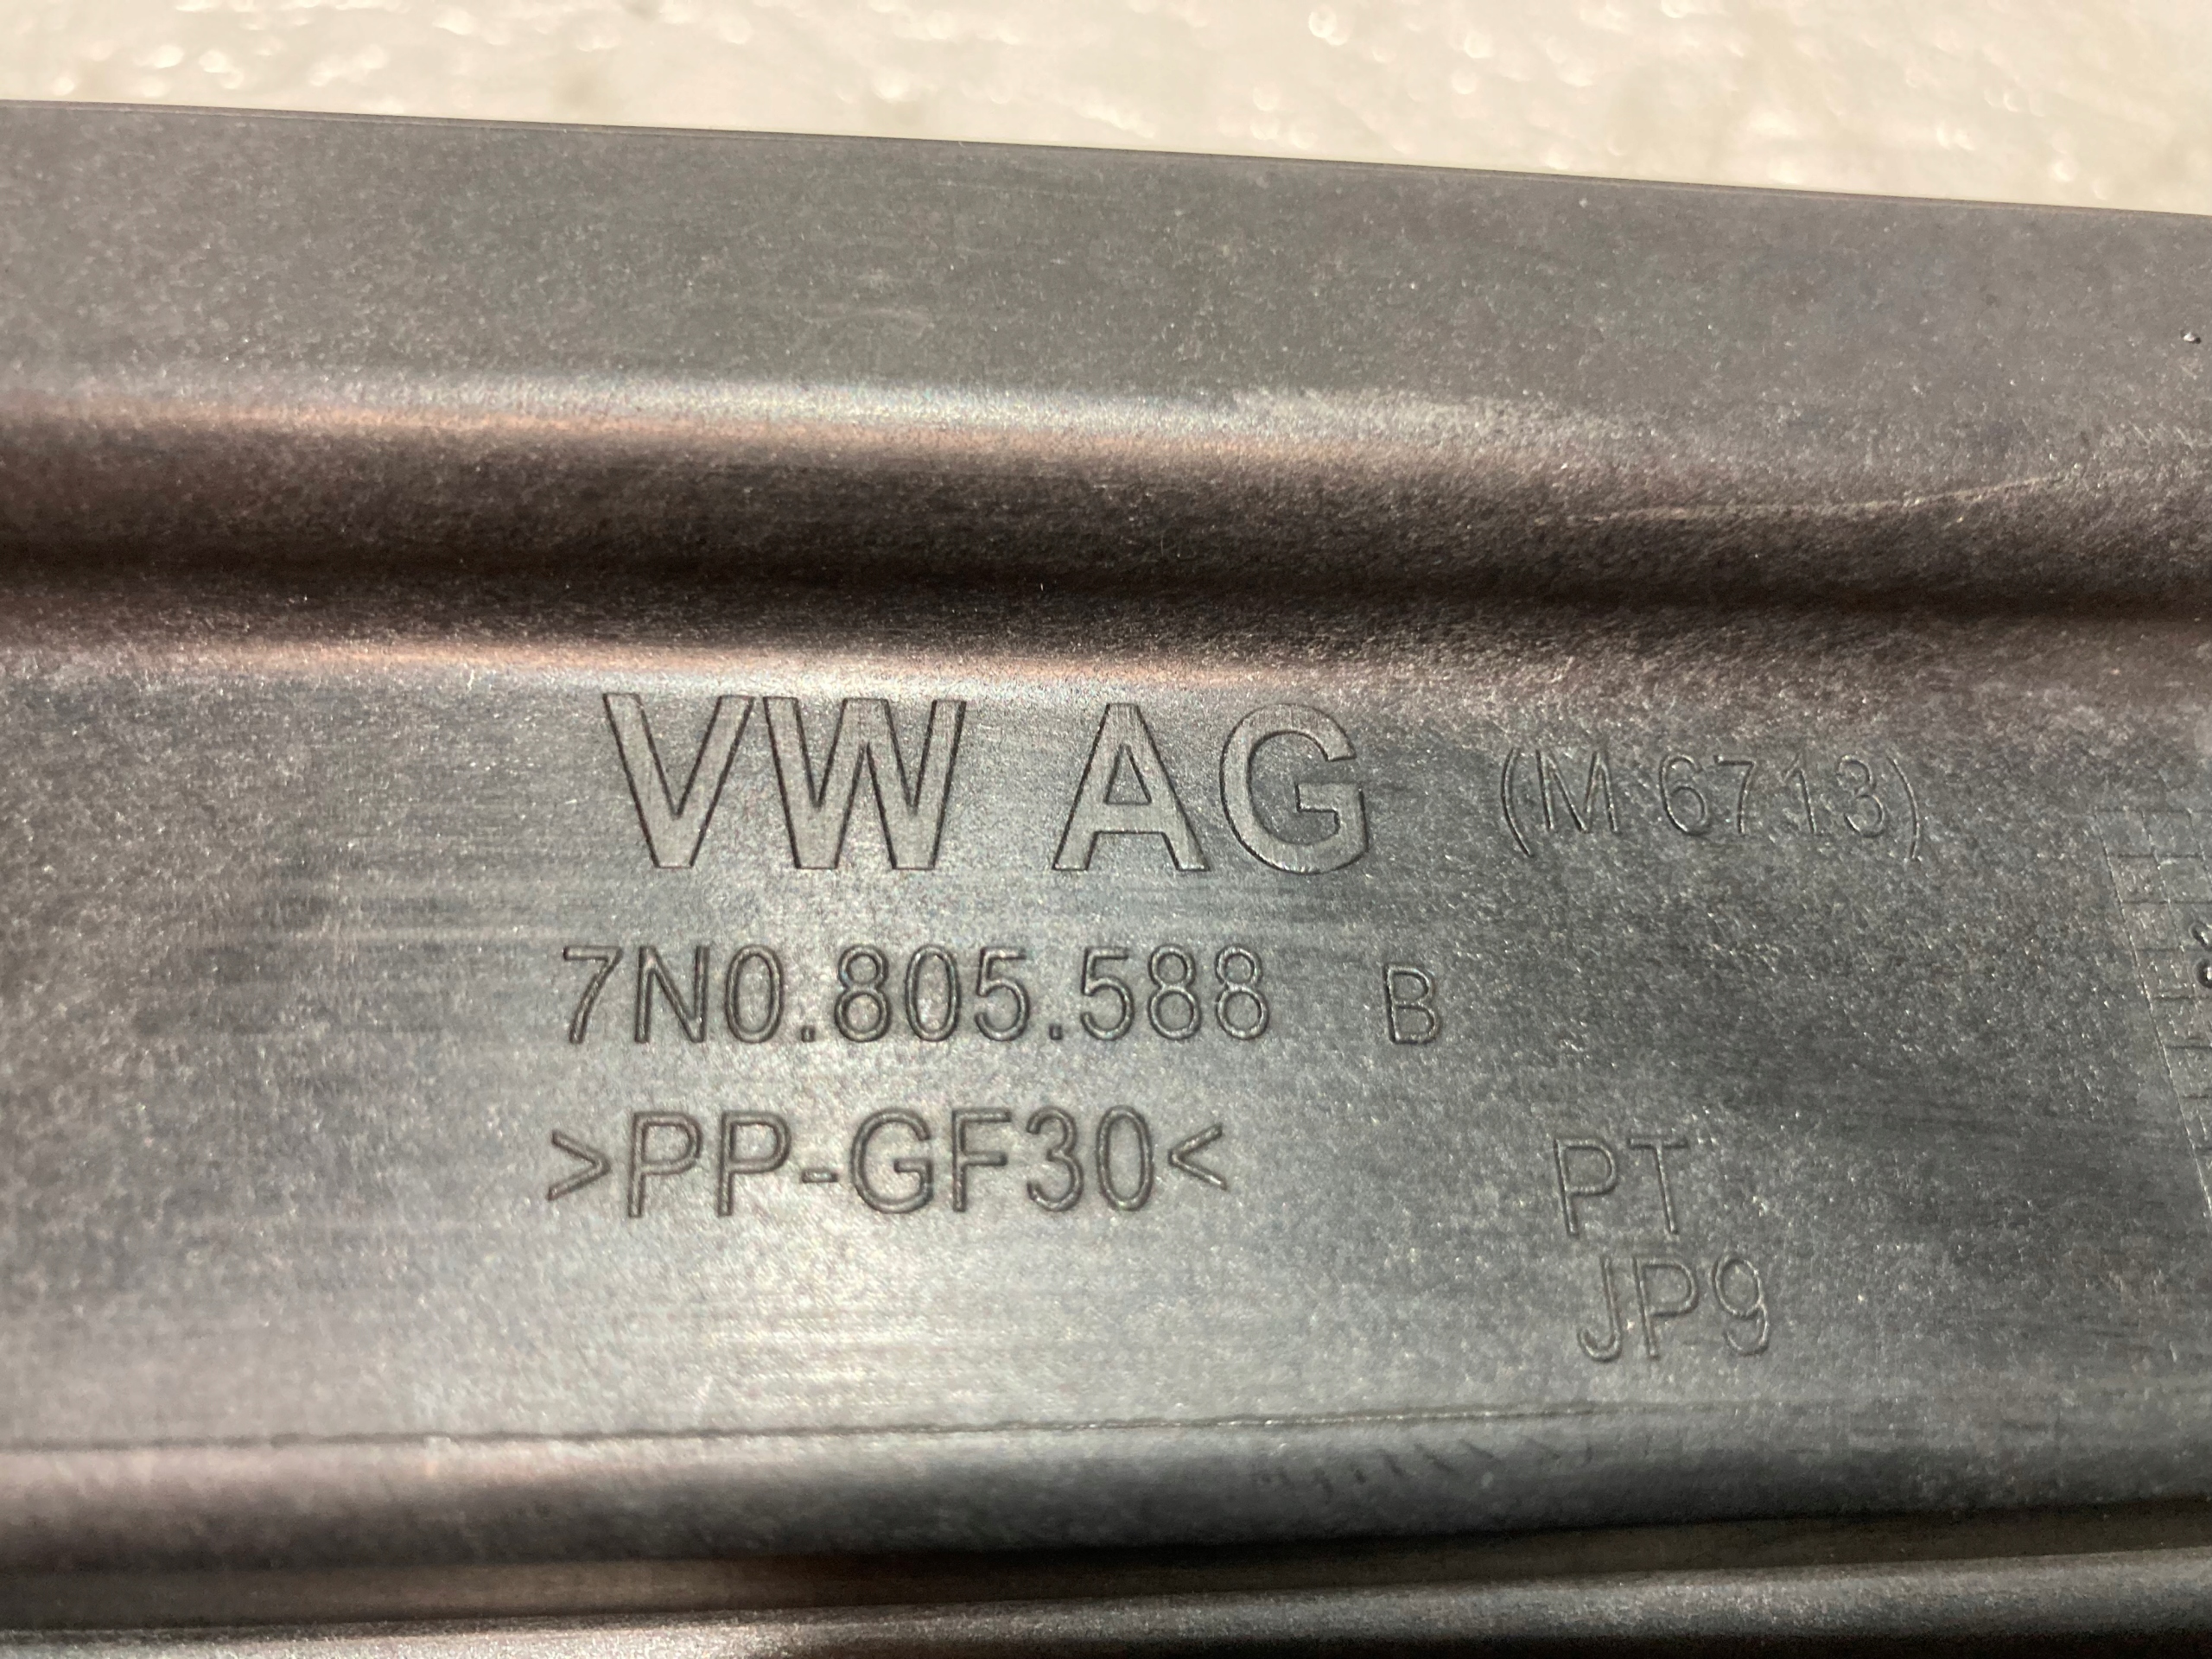 VW AG (M 6713)
7N0.805.588 B
>PP-GF30<
PT
JP9